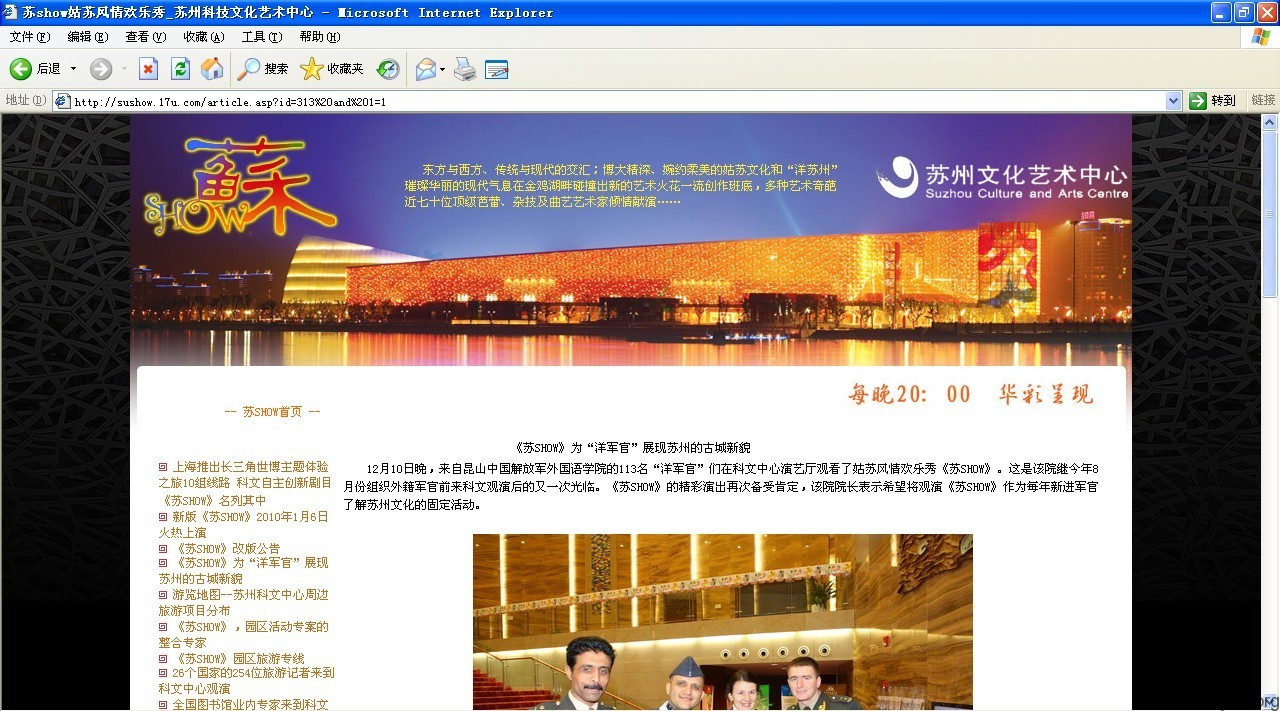 苏show姑苏风情欢乐秀_苏州科技文化艺术中心 - Microsoft Internet Explorer
文件(F) 编辑(E) 查看(V) 收藏(A) 工具(T) 帮助(H)
后退 搜索 收藏夹
地址(D) http://sushow.17u.com/article.asp?id=313%20and%201=1 转到 链接
蘇
SHOW
东方与西方、传统与现代的交汇；博大精深、婉约柔美的姑苏文化和“洋苏州”
璀璨华丽的现代气息在金鸡湖畔碰撞出新的艺术火花一流创作班底，多种艺术奇葩
近七十位顶级芭蕾、杂技及曲艺艺术家倾情献演……
苏州文化艺术中心
Suzhou Culture and Arts Centre
每晚20: 00 华彩呈现
-- 苏SHOW首页 --
上海推出长三角世博主题体验
之旅10组线路 科文自主创新剧目
《苏SHOW》名列其中
新版《苏SHOW》2010年1月6日
火热上演
《苏SHOW》改版公告
《苏SHOW》为“洋军官”展现
苏州的古城新貌
游览地图--苏州科文中心周边
旅游项目分布
《苏SHOW》，园区活动专案的
整合专家
《苏SHOW》园区旅游专线
26个国家的254位旅游记者来到
科文中心观演
全国图书馆业内专家来到科文
《苏SHOW》为“洋军官”展现苏州的古城新貌
12月10日晚，来自昆山中国解放军外国语学院的113名“洋军官”们在科文中心演艺厅观看了姑苏风情欢乐秀《苏SHOW》。这是该院继今年8
月份组织外籍军官前来科文观演后的又一次光临。《苏SHOW》的精彩演出再次备受肯定，该院院长表示希望将观演《苏SHOW》作为每年新进军官
了解苏州文化的固定活动。